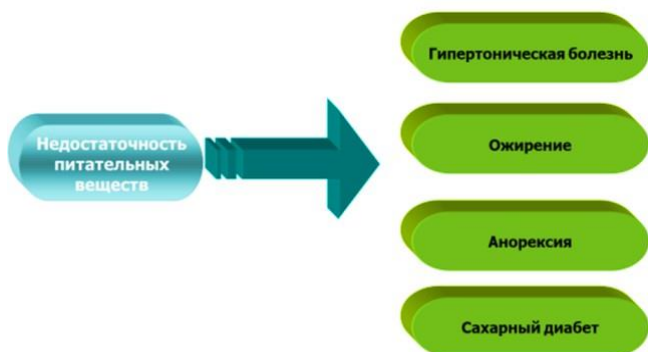 Недостаточность
питательных
веществ
Гипертоническая болезнь
Ожирение
Анорексия
Сахарный диабет